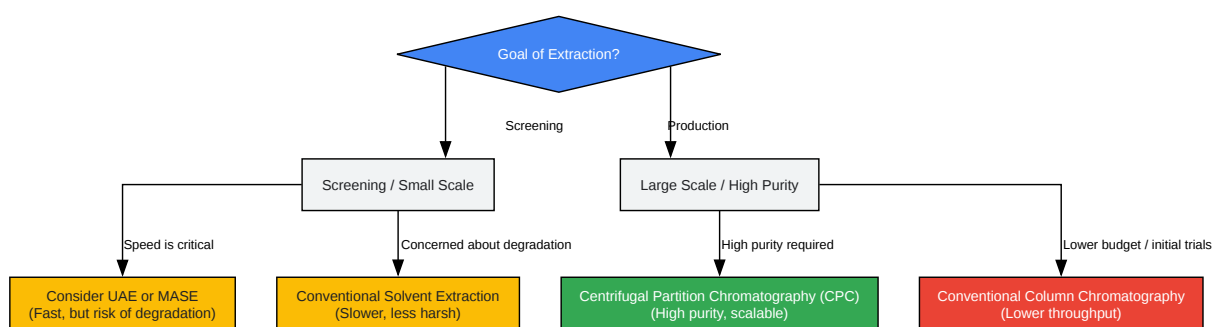 Goal of Extraction?
Screening
Production
Screening / Small Scale
Large Scale / High Purity
Speed is critical
Concerned about degradation
High purity required
Lower budget / initial trials
Consider UAE or MASE
(Fast, but risk of degradation)
Conventional Solvent Extraction
(Slower, less harsh)
Centrifugal Partition Chromatography (CPC)
(High purity, scalable)
Conventional Column Chromatography
(Lower throughput)